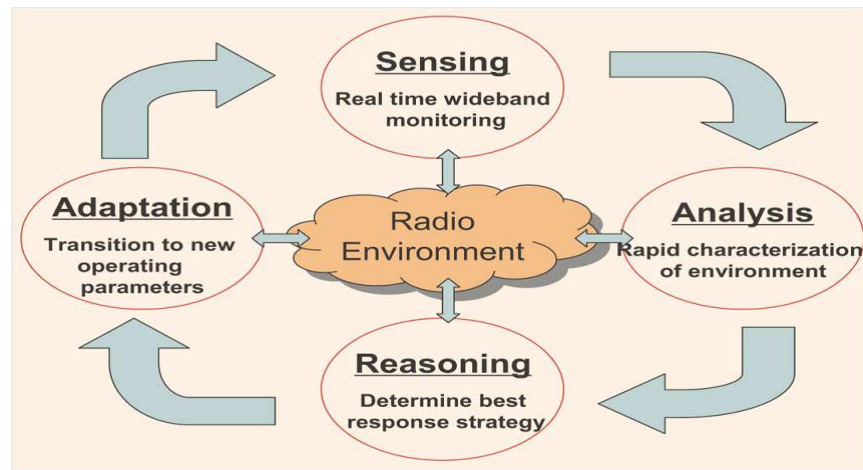 Sensing
Real time wideband
monitoring
Adaptation
Transition to new
operating
parameters
Radio
Environment
Analysis
Rapid characterization
of environment
Reasoning
Determine best
response strategy